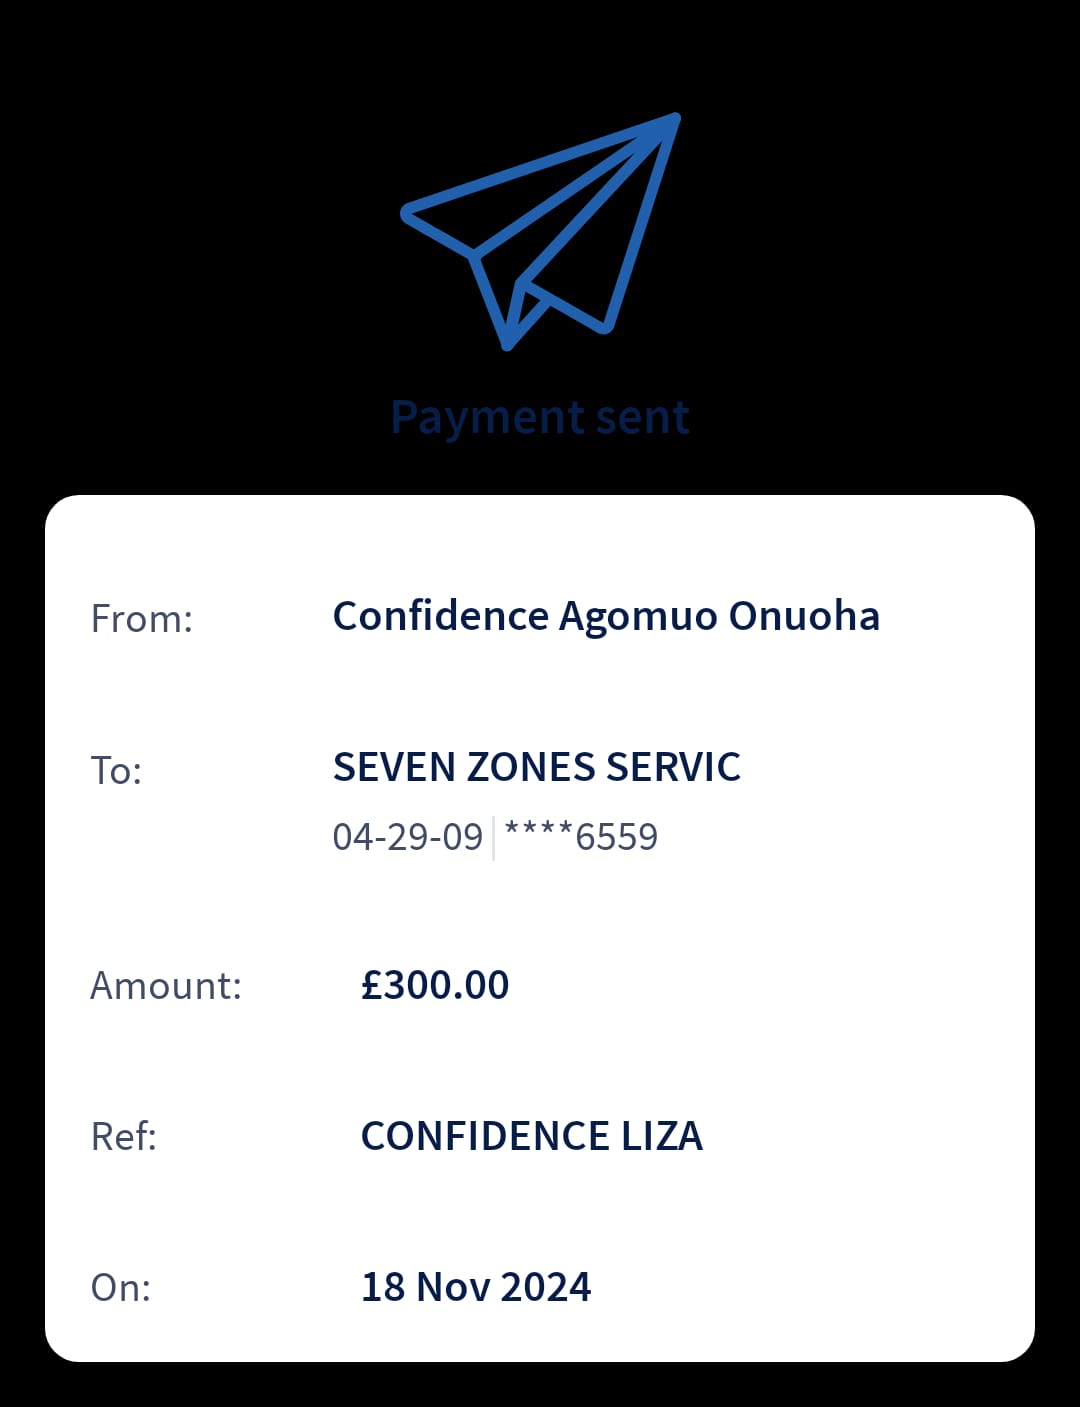 Payment sent
From: Confidence Agomuo Onuoha
To: SEVEN ZONES SERVIC
04-29-09 ****6559
Amount: £300.00
Ref: CONFIDENCE LIZA
On: 18 Nov 2024